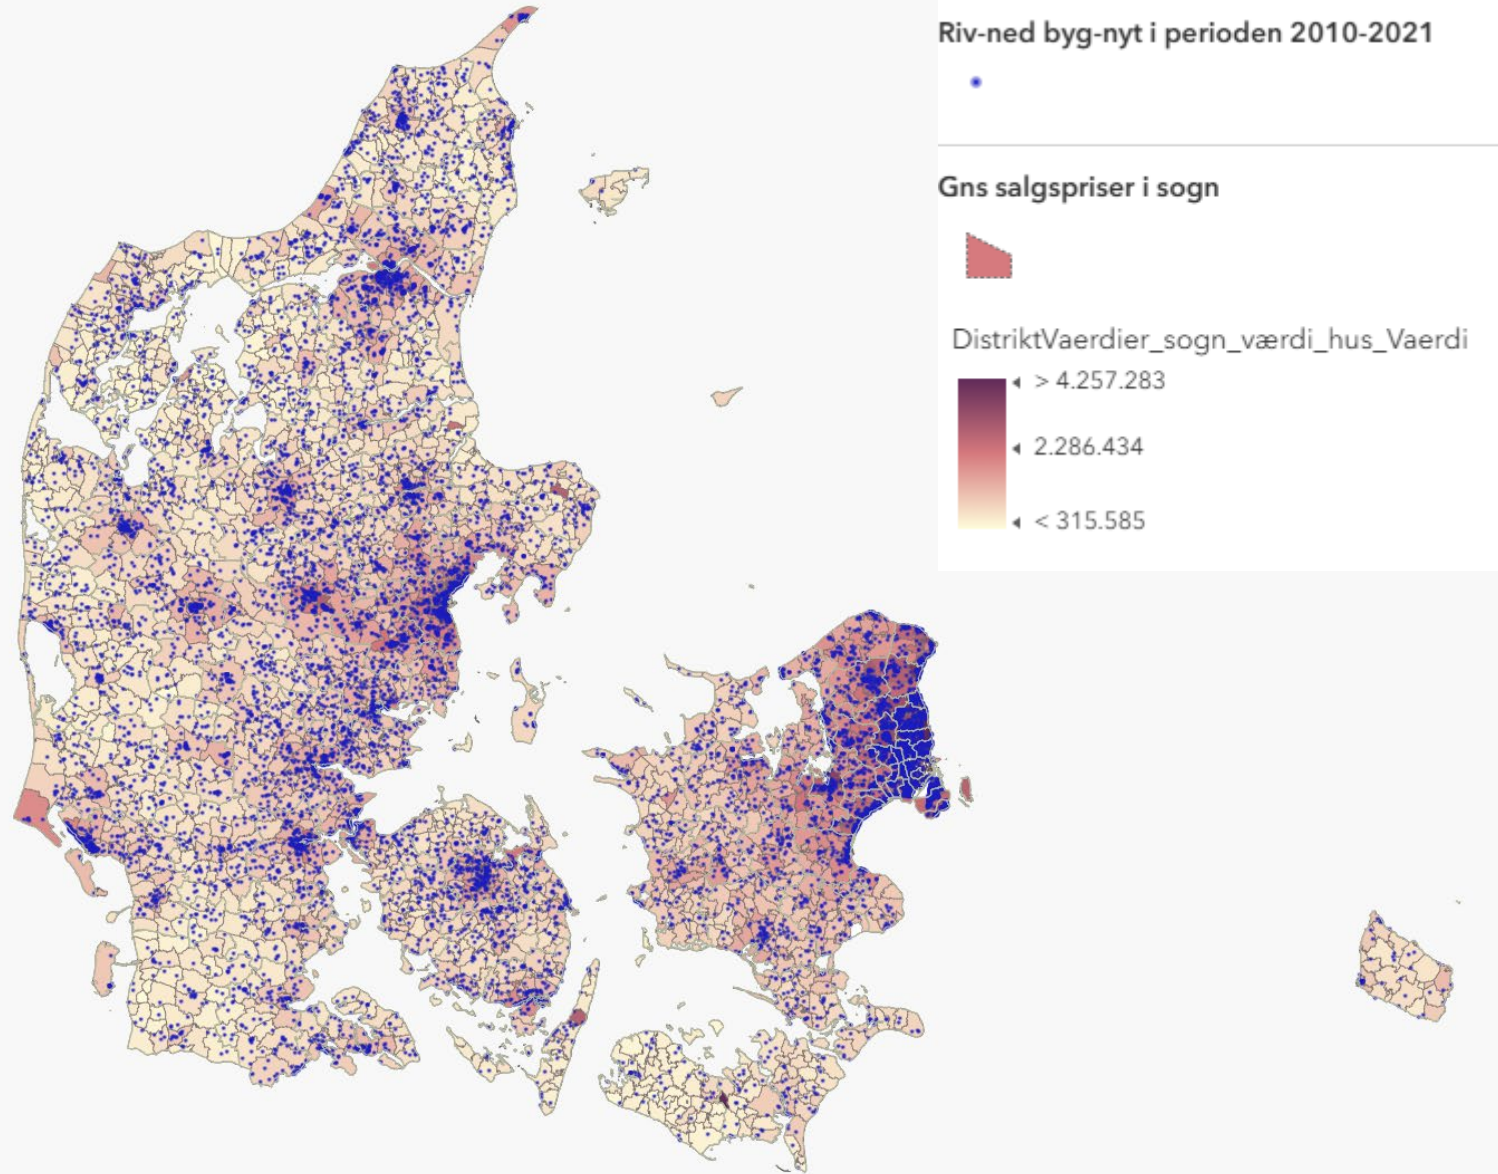 Riv-ned byg-nyt i perioden 2010-2021
Gns salgspriser i sogn
DistriktVaerdier_sogn_værdi_hus_Vaerdi
> 4.257.283
2.286.434
< 315.585